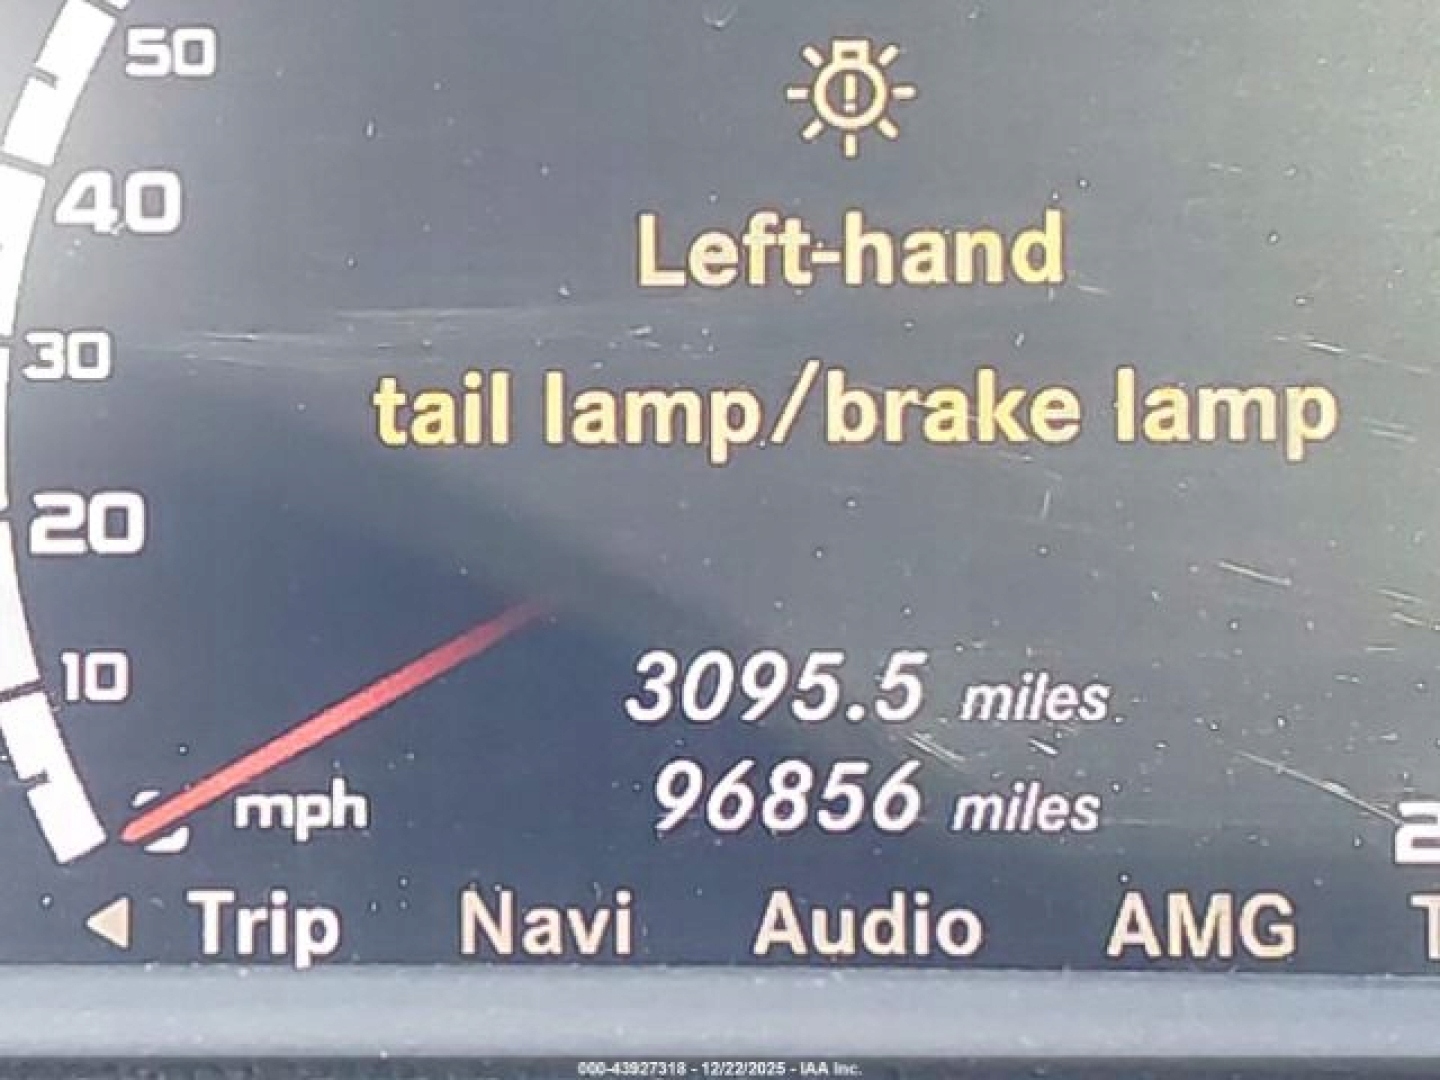 50
40
30
20
10
mph
Left-hand
tail lamp/brake lamp
3095.5 miles
96856 miles
Trip Navi Audio AMG
000-43927318 - 12/22/2025 - IAA Inc.